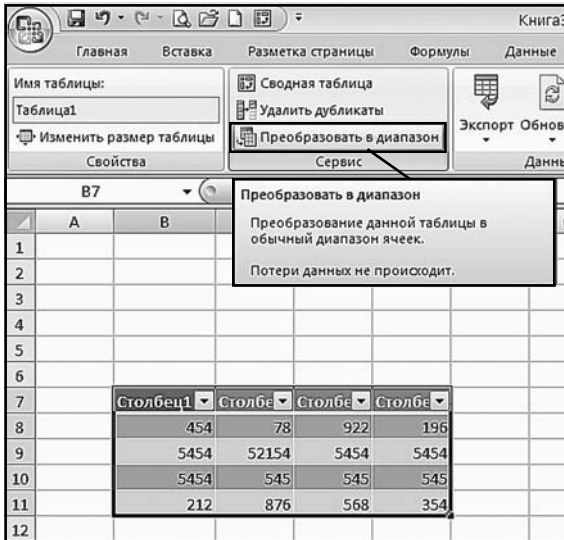 Книга3
Главная Вставка Разметка страницы Формулы Данные
Имя таблицы:
Таблица1
Изменить размер таблицы
Свойства
Сводная таблица
Удалить дубликаты
Преобразовать в диапазон
Сервис
Экспорт Обнов
Данны
B7
Преобразовать в диапазон
Преобразование данной таблицы в
обычный диапазон ячеек.
Потери данных не происходит.
A B
1
2
3
4
5
6
7 Столбец1 Столбе Столбе Столбе
8 454 78 922 196
9 5454 52154 5454 5454
10 5454 545 545 545
11 212 876 568 354
12